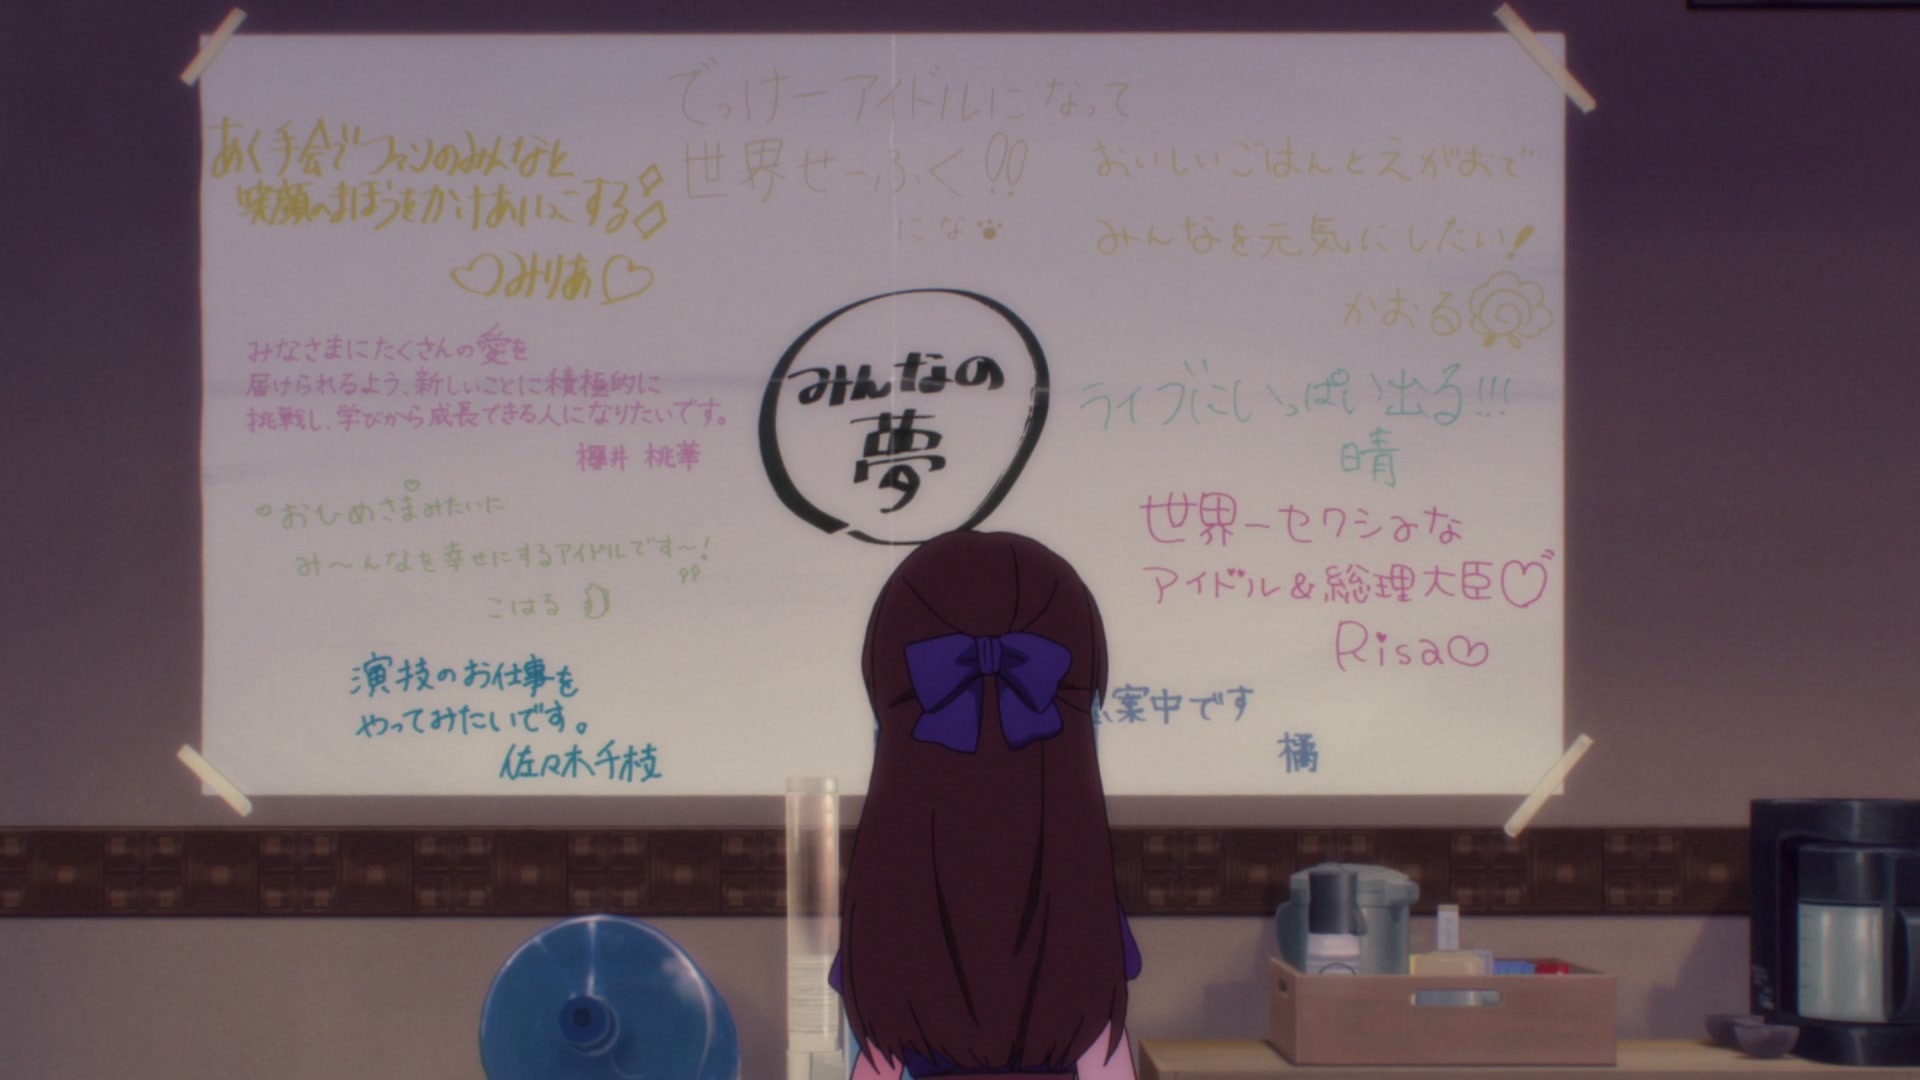 でっけーアイドルになって
世界せーふく!!
にな
あく手会でファンのみんなと
笑顔のまほうをかけあいっこする
みりあ
おいしいごはんとえがおで
みんなを元気にしたい!
かおる
みんなの
夢
みなさまにたくさんの愛を
届けられるよう、新しいことに積極的に
挑戦し、学びから成長できる人になりたいです。
櫻井 桃華
ライブにいっぱい出る!!!
晴
おひめさまみたいに
み〜んなを幸せにするアイドルです〜!
こはる
世界一セクシみな
アイドル&総理大臣♡
Risa♡
演技のお仕事を
やってみたいです。
佐々木千枝
案中です
橘